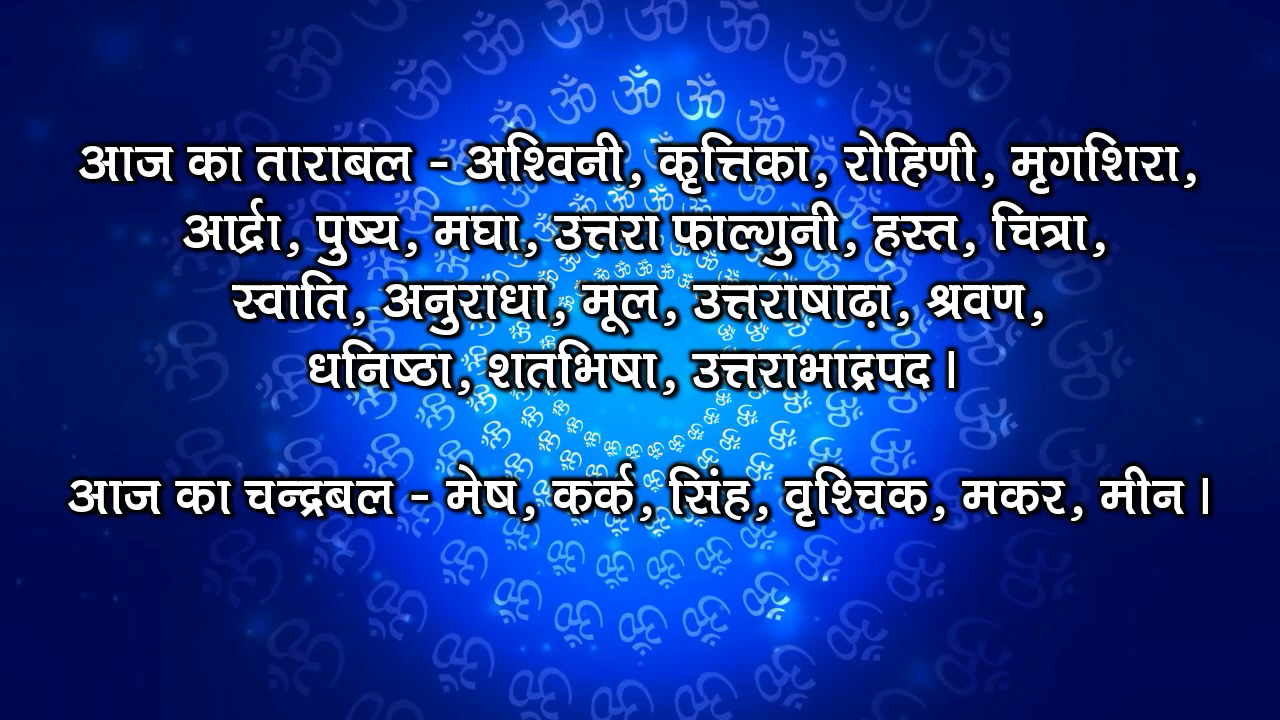 आज का ताराबल - अश्विनी, कृत्तिका, रोहिणी, मृगशिरा,
आर्द्रा, पुष्य, मघा, उत्तरा फाल्गुनी, हस्त, चित्रा,
स्वाति, अनुराधा, मूल, उत्तराषाढ़ा, श्रवण,
धनिष्ठा, शतभिषा, उत्तराभाद्रपद।
आज का चन्द्रबल - मेष, कर्क, सिंह, वृश्चिक, मकर, मीन।